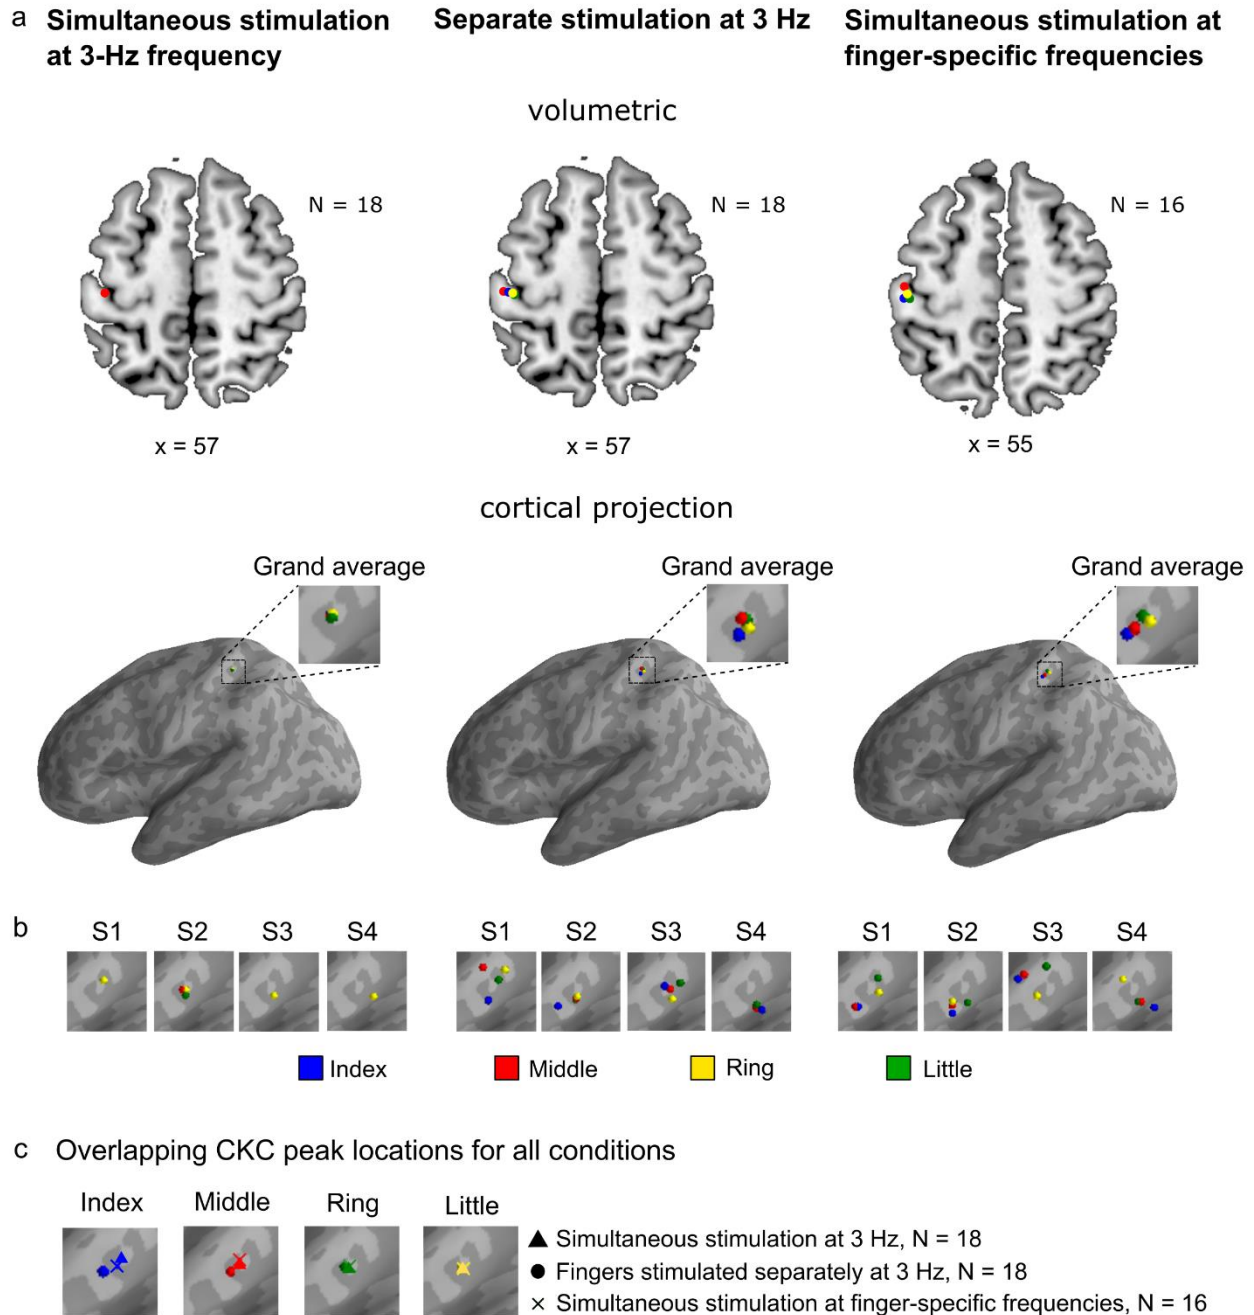 a Simultaneous stimulation at 3-Hz frequency
Separate stimulation at 3 Hz
Simultaneous stimulation at finger-specific frequencies
volumetric
N = 18
N = 18
N = 16
x = 57
x = 57
x = 55
cortical projection
Grand average
Grand average
Grand average
b S1 S2 S3 S4
S1 S2 S3 S4
S1 S2 S3 S4
Index Middle Ring Little
c Overlapping CKC peak locations for all conditions
Index Middle Ring Little
Simultaneous stimulation at 3 Hz, N = 18
Fingers stimulated separately at 3 Hz, N = 18
Simultaneous stimulation at finger-specific frequencies, N = 16